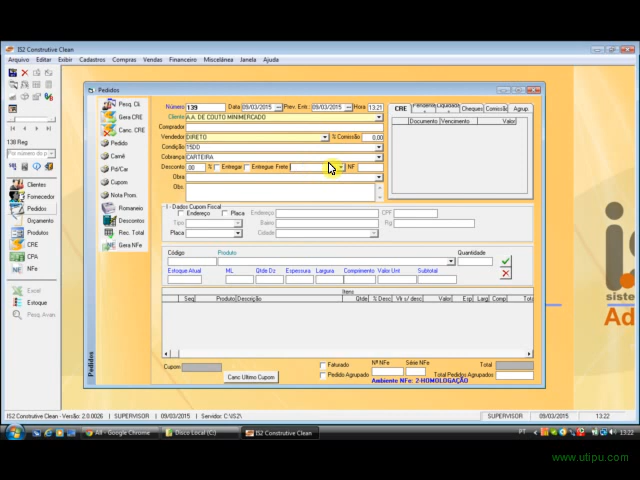 IS2 Construtive Clean
Arquivo Editar Exibir Cadastros Compras Vendas Financeiro Miscelânea Janela Ajuda
138 Reg
Clientes
Fornecedor
Pedidos
Orçamento
Produtos
CRE
CPA
NFe
Excel
Estoque
Pesq. Avan.
Pedidos
Pesq. Cli.
Gera CRE
Canc. CRE
Pedido
Carnê
Pd/Car
Cupom
Note Prom.
Romaneio
Descontos
Rec. Total
Gera NFe
Pedidos
Número 139 Data 09/03/2015 Prev. Entr.: 09/03/2015 Hora 13:21
Cliente A.A. DE COUTO MINIMERCADO
Comprador
Vendedor DIRETO % Comissão 0,00
Condição 15DD
Cobrança CARTEIRA
Desconto ,00 % Entregar Entregue Frete NF
Obra
Obs:
CRE Cheques Comissão Agrup.
Documento Vencimento Valor
I - Dados Cupom Fiscal
Endereço Placa Endereço CPF
Tipo Bairro Rg
Placa Cidade
Código Produto Quantidade
Estoque Atual ML Qtde Dz Espessura Largura Comprimento Valor Unt Subtotal
Itens
Seq Produto Descrição Qtde % Desc Vlr s/ desc Valor Esp Larg Comp Tota
Cupom Canc Ultimo Cupom
Faturado Nº NFe Série NFe Total
Pedido Agrupado Total Pedidos Agrupados
Ambiente NFe: 2-HOMOLOGAÇÃO
is
sistem
Ad
IS2 Construtive Clean - Versão: 2.0.0026 SUPERVISOR 09/03/2015 Servidor: C:\IS2\ SUPERVISOR 09/03/2015 13:22
All - Google Chrome Disco Local (C:) IS2 Construtive Clean PT 13:22
www.utipu.com